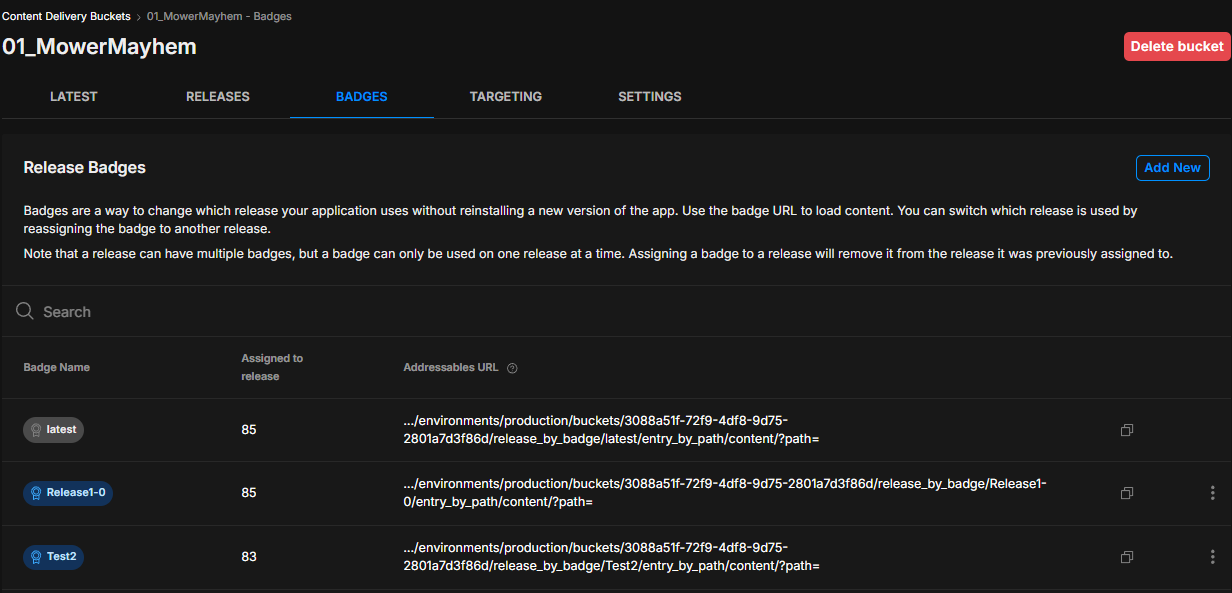 Content Delivery Buckets › 01_MowerMayhem - Badges
01_MowerMayhem
Delete bucket
LATEST RELEASES BADGES TARGETING SETTINGS
Release Badges
Add New
Badges are a way to change which release your application uses without reinstalling a new version of the app. Use the badge URL to load content. You can switch which release is used by
reassigning the badge to another release.
Note that a release can have multiple badges, but a badge can only be used on one release at a time. Assigning a badge to a release will remove it from the release it was previously assigned to.
Search
Badge Name
Assigned to
release
Addressables URL
latest
85
.../environments/production/buckets/3088a51f-72f9-4df8-9d75-
2801a7d3f86d/release_by_badge/latest/entry_by_path/content/?path=
Release1-0
85
.../environments/production/buckets/3088a51f-72f9-4df8-9d75-2801a7d3f86d/release_by_badge/Release1-
0/entry_by_path/content/?path=
Test2
83
.../environments/production/buckets/3088a51f-72f9-4df8-9d75-
2801a7d3f86d/release_by_badge/Test2/entry_by_path/content/?path=